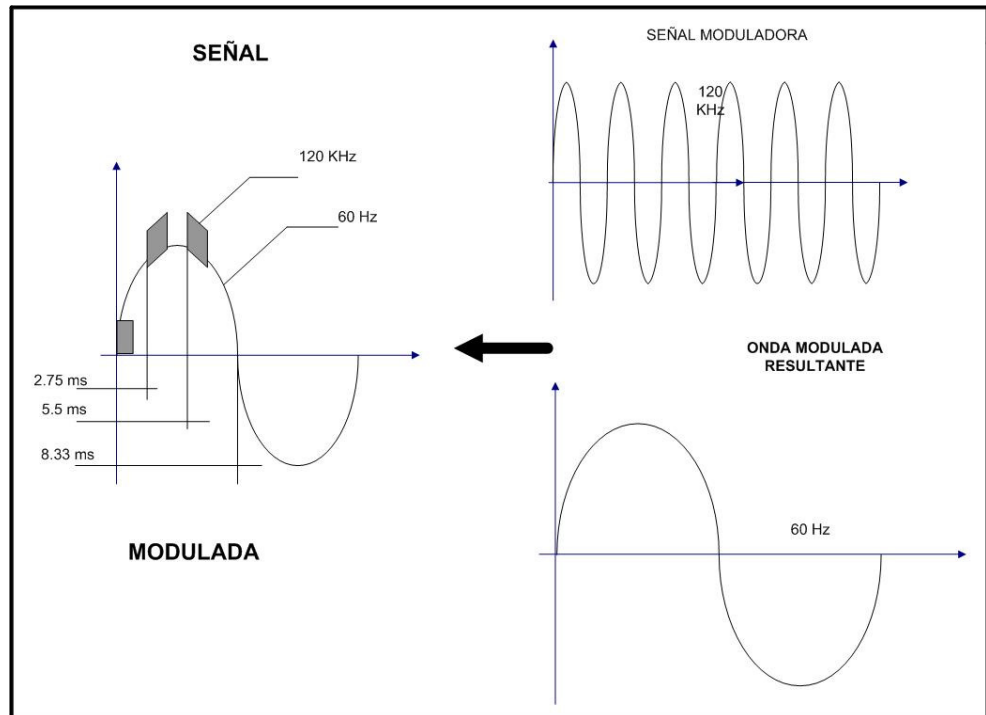 SEÑAL
120 KHz
60 Hz
2.75 ms
5.5 ms
8.33 ms
MODULADA
SEÑAL MODULADORA
120
KHz
ONDA MODULADA
RESULTANTE
60 Hz